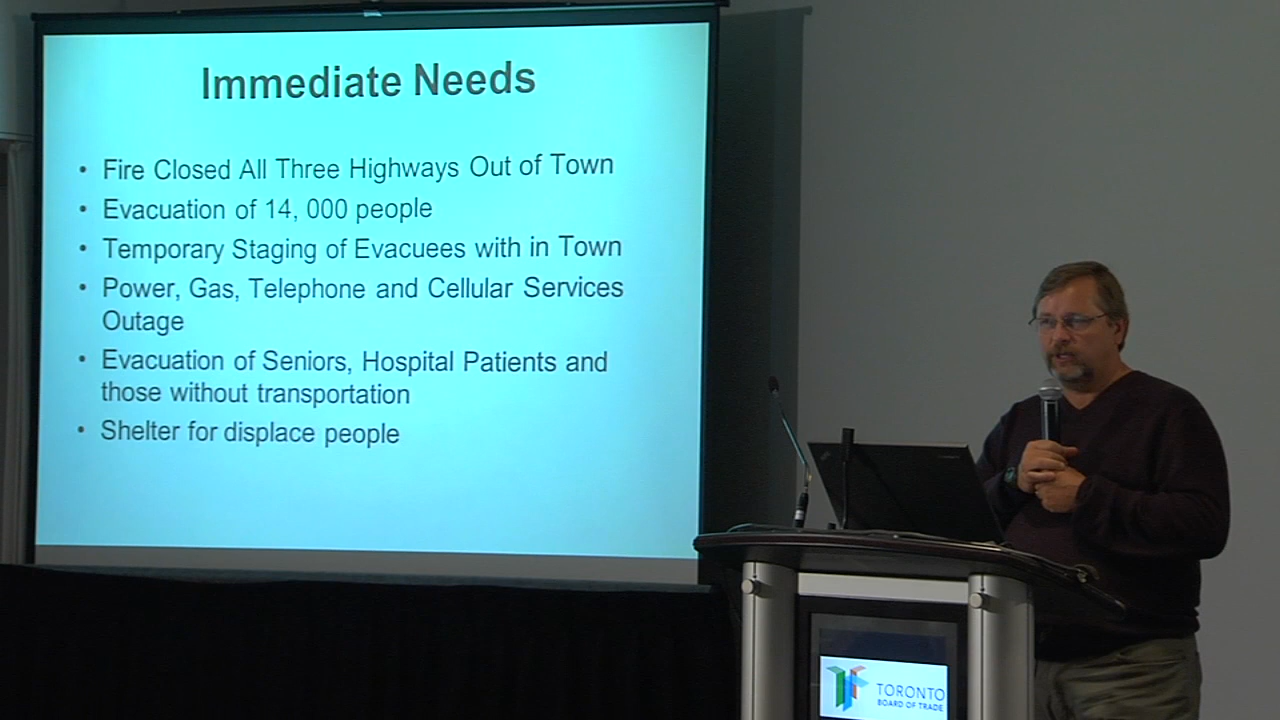 Immediate Needs
• Fire Closed All Three Highways Out of Town
• Evacuation of 14, 000 people
• Temporary Staging of Evacuees with in Town
• Power, Gas, Telephone and Cellular Services
Outage
• Evacuation of Seniors, Hospital Patients and
those without transportation
• Shelter for displace people
TORONTO
BOARD OF TRADE